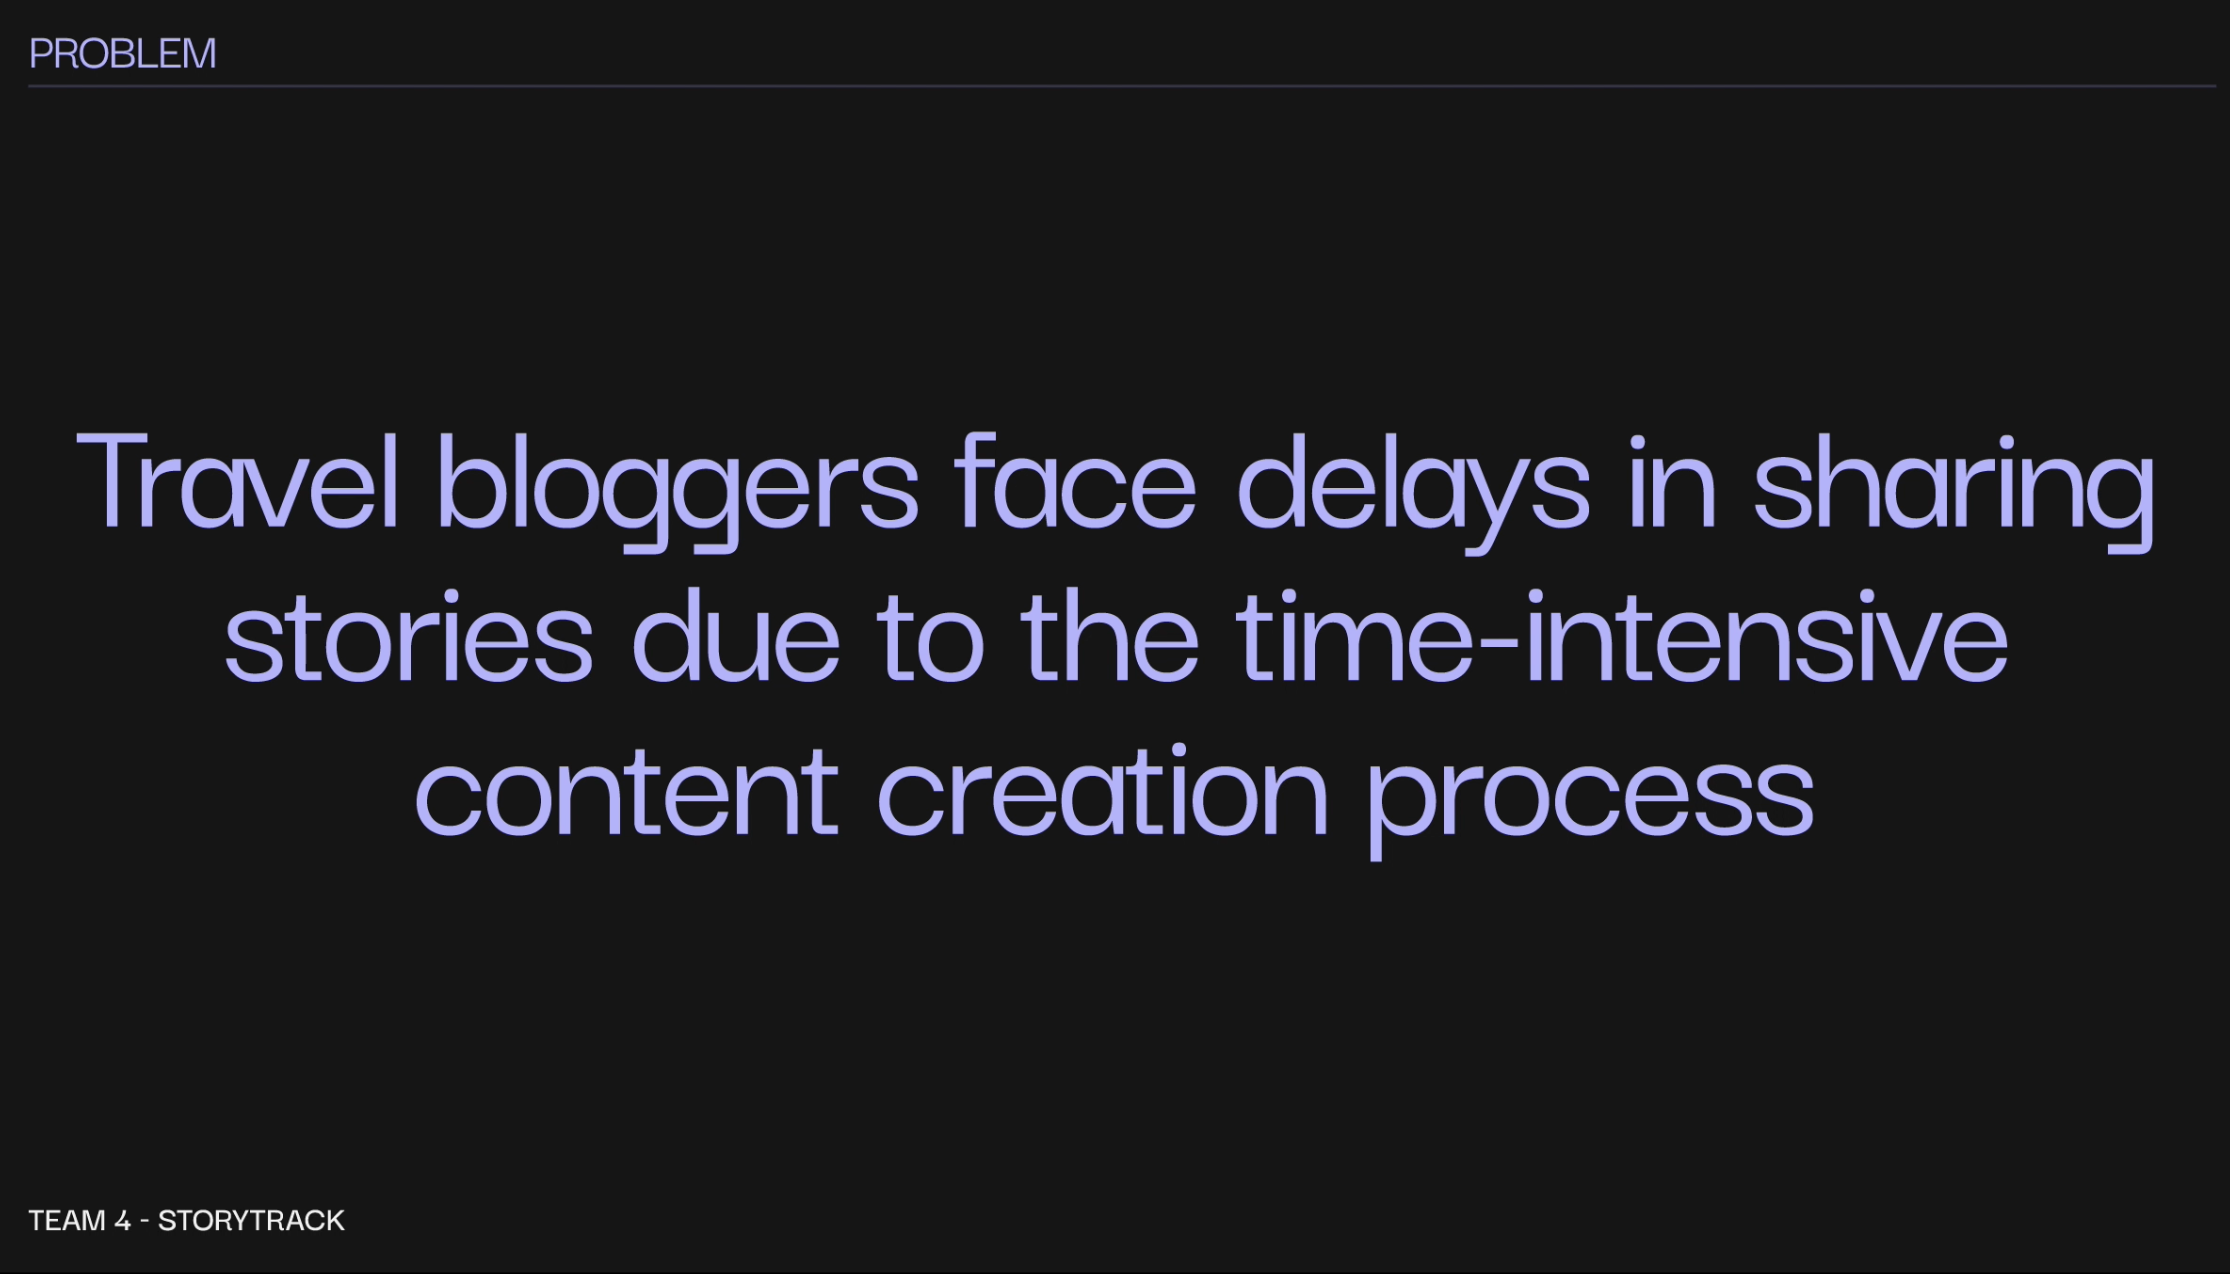 PROBLEM
Travel bloggers face delays in sharing
stories due to the time-intensive
content creation process
TEAM 4 - STORYTRACK